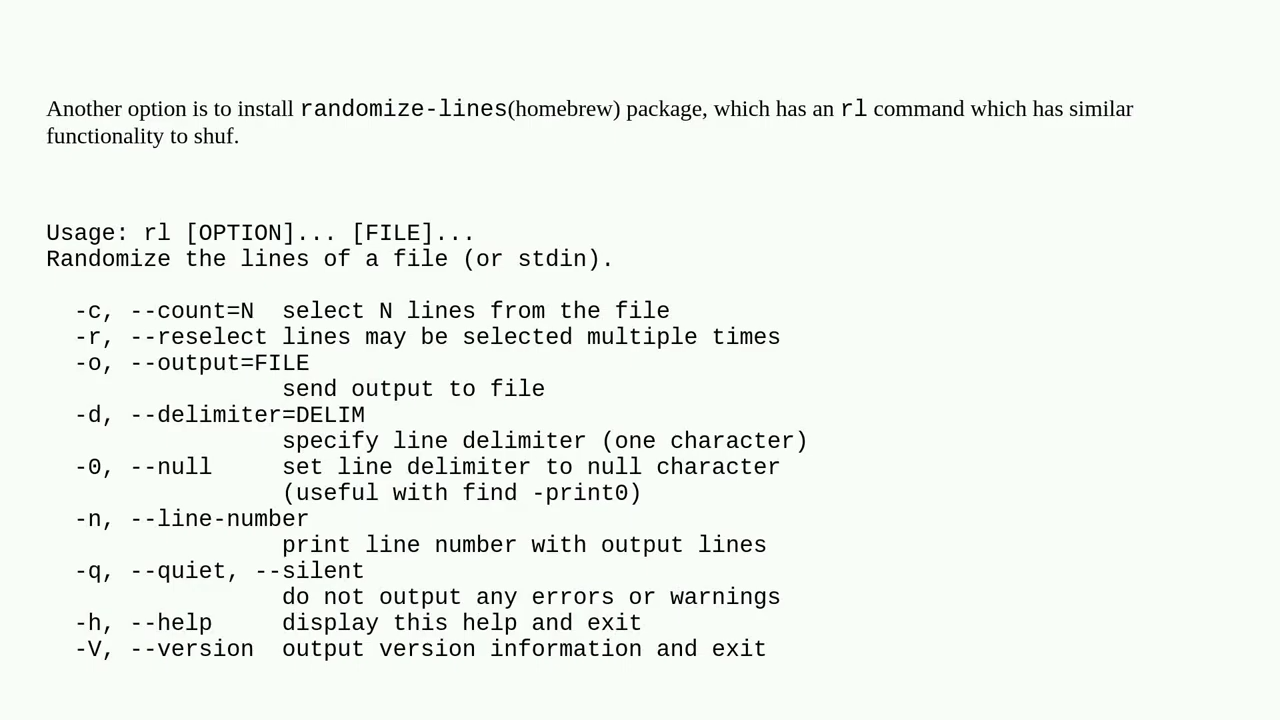 Another option is to install randomize-lines(homebrew) package, which has an rl command which has similar
functionality to shuf.
Usage: rl [OPTION]... [FILE]...
Randomize the lines of a file (or stdin).
  -c, --count=N  select N lines from the file
  -r, --reselect lines may be selected multiple times
  -o, --output=FILE
                 send output to file
  -d, --delimiter=DELIM
                 specify line delimiter (one character)
  -0, --null     set line delimiter to null character
                 (useful with find -print0)
  -n, --line-number
                 print line number with output lines
  -q, --quiet, --silent
                 do not output any errors or warnings
  -h, --help     display this help and exit
  -V, --version  output version information and exit